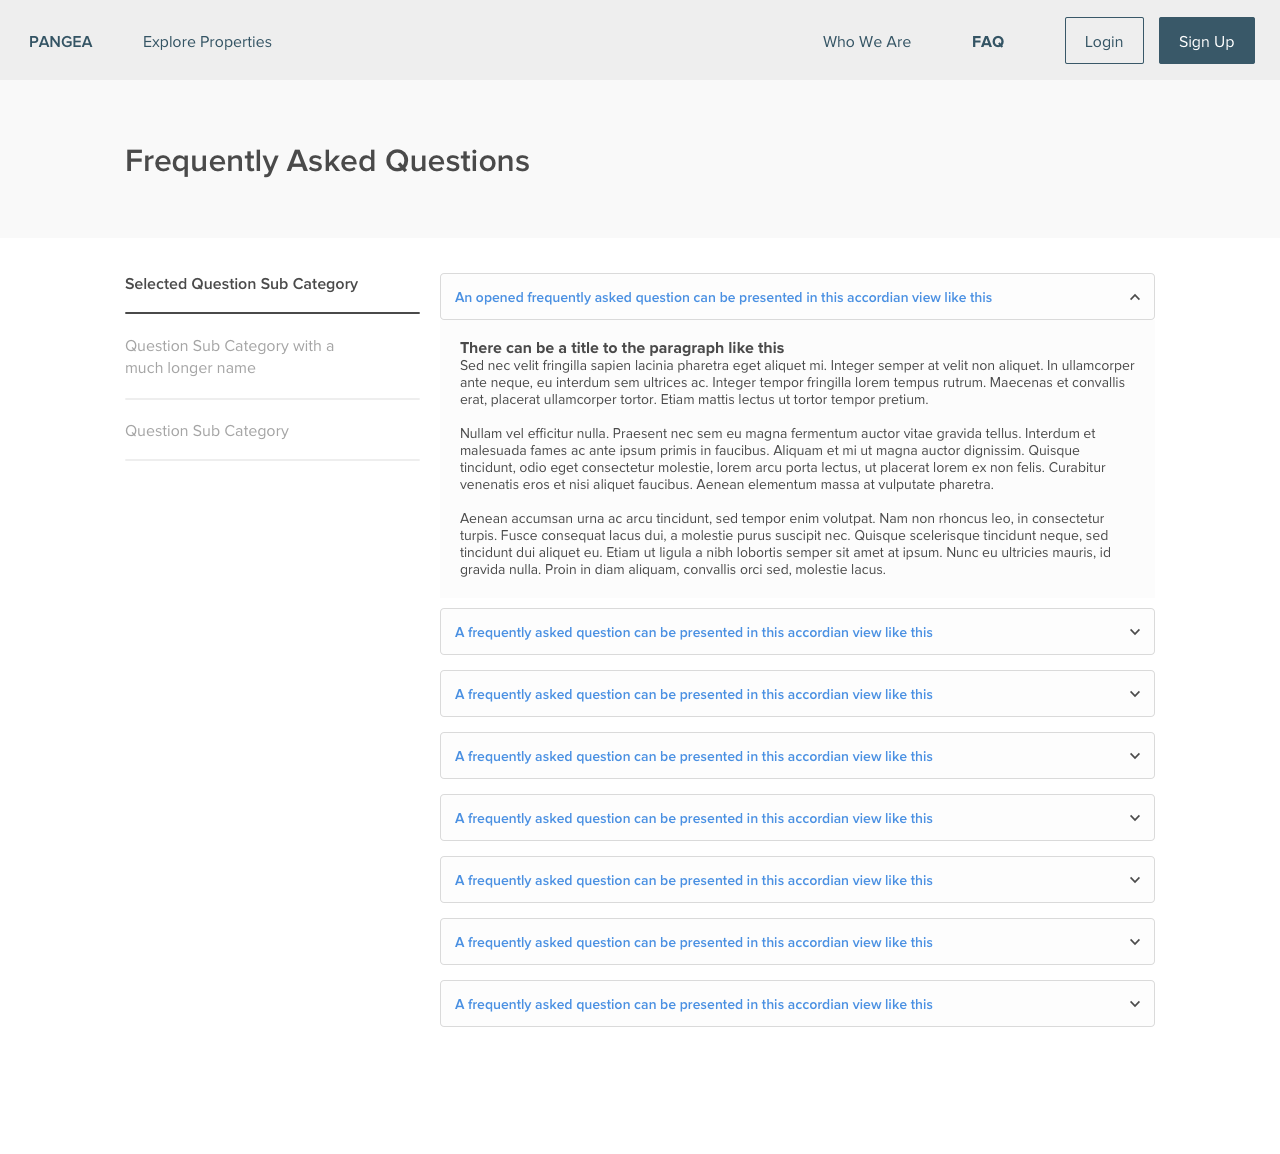 PANGEA
Explore Properties
Who We Are
FAQ
Login
Sign Up
Frequently Asked Questions
Selected Question Sub Category
Question Sub Category with a
much longer name
Question Sub Category
An opened frequently asked question can be presented in this accordian view like this
There can be a title to the paragraph like this
Sed nec velit fringilla sapien lacinia pharetra eget aliquet mi. Integer semper at velit non aliquet. In ullamcorper
ante neque, eu interdum sem ultrices ac. Integer tempor fringilla lorem tempus rutrum. Maecenas et convallis
erat, placerat ullamcorper tortor. Etiam mattis lectus ut tortor tempor pretium.
Nullam vel efficitur nulla. Praesent nec sem eu magna fermentum auctor vitae gravida tellus. Interdum et
malesuada fames ac ante ipsum primis in faucibus. Aliquam et mi ut magna auctor dignissim. Quisque
tincidunt, odio eget consectetur molestie, lorem arcu porta lectus, ut placerat lorem ex non felis. Curabitur
venenatis eros et nisi aliquet faucibus. Aenean elementum massa at vulputate pharetra.
Aenean accumsan urna ac arcu tincidunt, sed tempor enim volutpat. Nam non rhoncus leo, in consectetur
turpis. Fusce consequat lacus dui, a molestie purus suscipit nec. Quisque scelerisque tincidunt neque, sed
tincidunt dui aliquet eu. Etiam ut ligula a nibh lobortis semper sit amet at ipsum. Nunc eu ultricies mauris, id
gravida nulla. Proin in diam aliquam, convallis orci sed, molestie lacus.
A frequently asked question can be presented in this accordian view like this
A frequently asked question can be presented in this accordian view like this
A frequently asked question can be presented in this accordian view like this
A frequently asked question can be presented in this accordian view like this
A frequently asked question can be presented in this accordian view like this
A frequently asked question can be presented in this accordian view like this
A frequently asked question can be presented in this accordian view like this